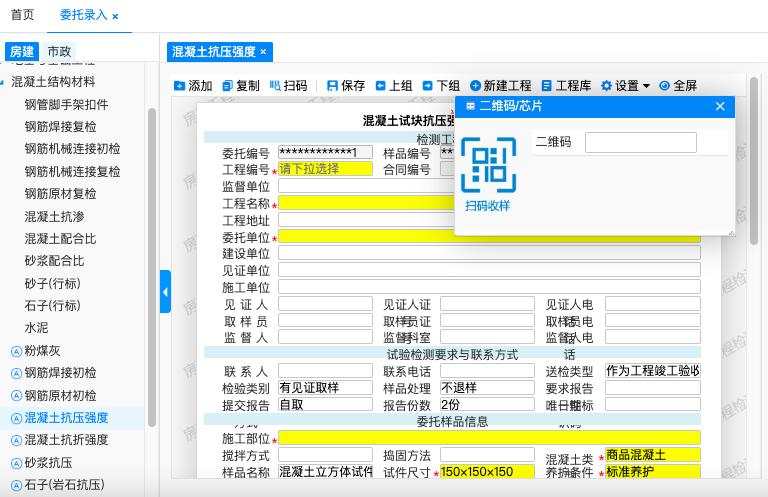 首页 委托录入 ×
房建 市政
混凝土抗压强度 ×
混凝土结构材料
钢管脚手架扣件
钢筋焊接复检
钢筋机械连接初检
钢筋机械连接复检
钢筋原材复检
混凝土抗渗
混凝土配合比
砂浆配合比
砂子(行标)
石子(行标)
水泥
粉煤灰
钢筋焊接初检
钢筋原材初检
混凝土抗压强度
混凝土抗折强度
砂浆抗压
石子(岩石抗压)
添加 复制 扫码 保存 上组 下组 新建工程 工程库 设置 全屏
混凝土试块抗压强
检测工程
委托编号 ************1 样品编号 **
工程编号 * 请下拉选择 合同编号
监督单位
工程名称 *
工程地址
委托单位 *
建设单位
见证单位
施工单位
见 证 人 见证人证 见证人电
取 样 员 取样员证 取样员电
监 督 人 监督科室 监督人电
话
试验检测要求与联系方式
联 系 人 联系电话 送检类型 作为工程竣工验收
检验类别 有见证取样 样品处理 不退样 要求报告
提交报告 自取 报告份数 2份 唯一性标
委托样品信息
施工部位 *
搅拌方式 捣固方法 混凝土类 * 商品混凝土
样品名称 混凝土立方体试件 试件尺寸 * 150×150×150 养护条件 * 标准养护
二维码/芯片
二维码
扫码收样